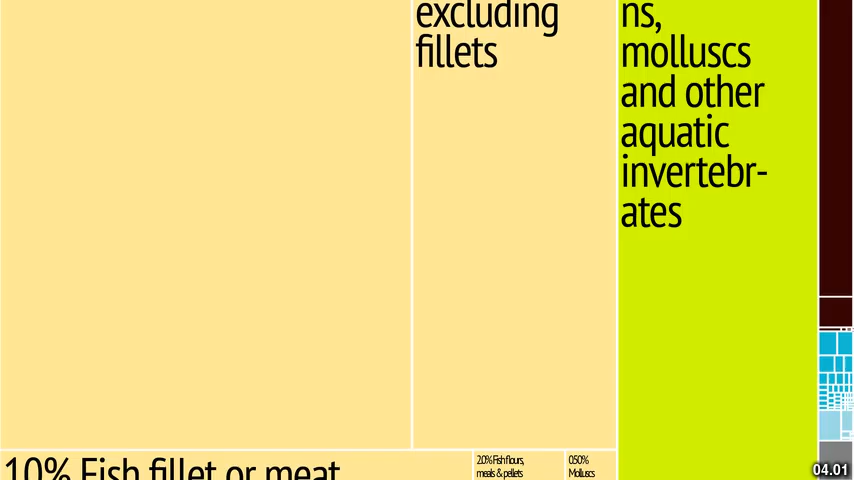 excluding
fillets
ns,
molluscs
and other
aquatic
invertebr-
ates
10% Fish fillet or meat
2.0% Fish flours,
meals & pellets
0.50%
Molluscs
04.01